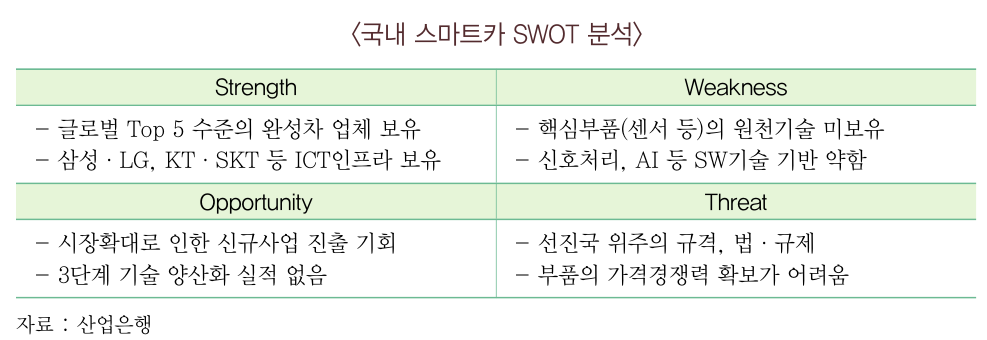 〈국내 스마트카 SWOT 분석〉
Strength
Weakness
– 글로벌 Top 5 수준의 완성차 업체 보유
– 삼성 · LG, KT · SKT 등 ICT인프라 보유
– 핵심부품(센서 등)의 원천기술 미보유
– 신호처리, AI 등 SW기술 기반 약함
Opportunity
Threat
– 시장확대로 인한 신규사업 진출 기회
– 3단계 기술 양산화 실적 없음
– 선진국 위주의 규격, 법 · 규제
– 부품의 가격경쟁력 확보가 어려움
자료 : 산업은행